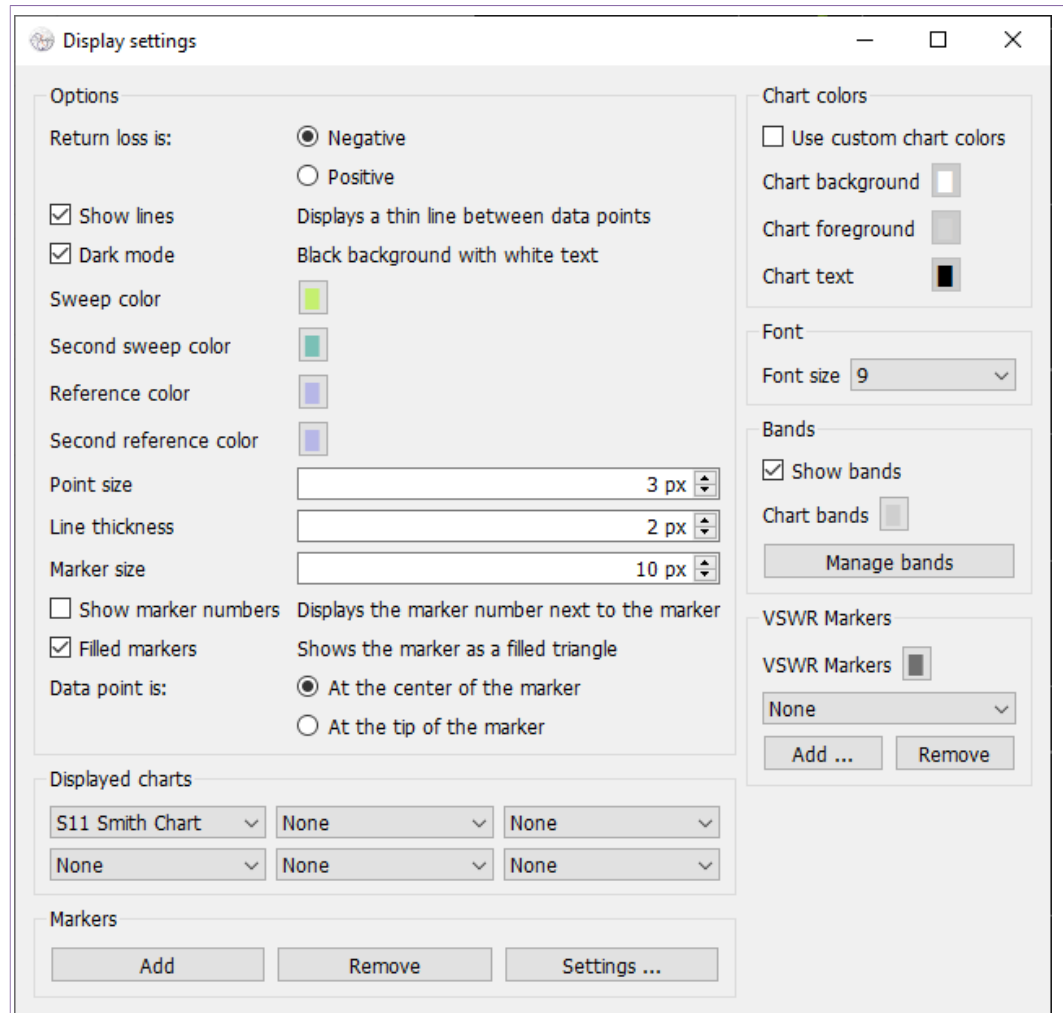 Display settings
Options
Return loss is:
Negative
Positive
Show lines
Displays a thin line between data points
Dark mode
Black background with white text
Sweep color
Second sweep color
Reference color
Second reference color
Point size
3 px
Line thickness
2 px
Marker size
10 px
Show marker numbers
Displays the marker number next to the marker
Filled markers
Shows the marker as a filled triangle
Data point is:
At the center of the marker
At the tip of the marker
Displayed charts
S11 Smith Chart
None
None
None
None
None
Markers
Add
Remove
Settings ...
Chart colors
Use custom chart colors
Chart background
Chart foreground
Chart text
Font
Font size
9
Bands
Show bands
Chart bands
Manage bands
VSWR Markers
VSWR Markers
None
Add ...
Remove